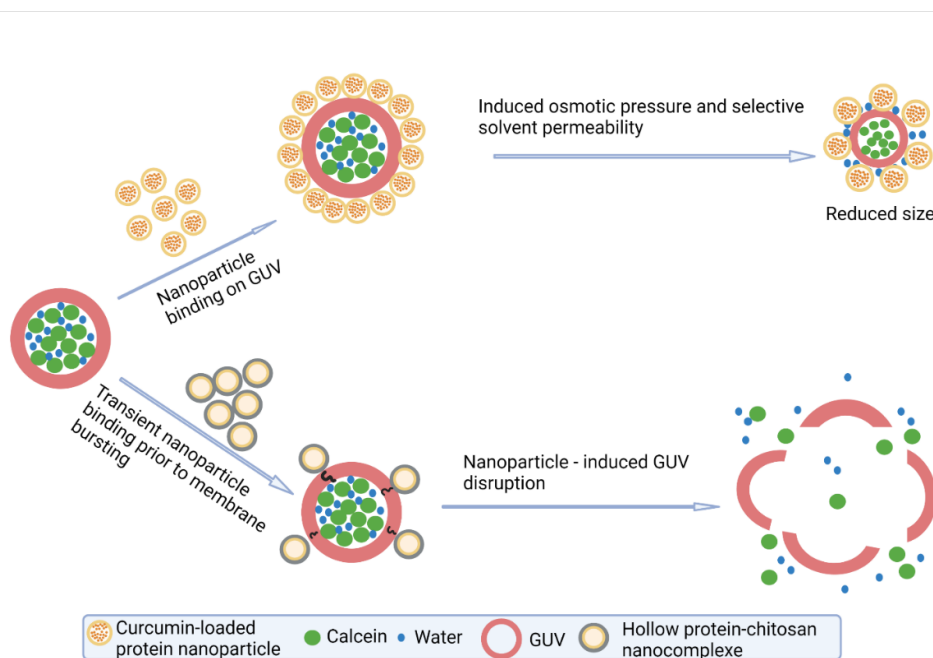 Induced osmotic pressure and selective
solvent permeability
Reduced size
Nanoparticle
binding on GUV
Transient nanoparticle
binding prior to membrane
bursting
Nanoparticle - induced GUV
disruption
Curcumin-loaded
protein nanoparticle
Calcein
Water
GUV
Hollow protein-chitosan
nanocomplexe